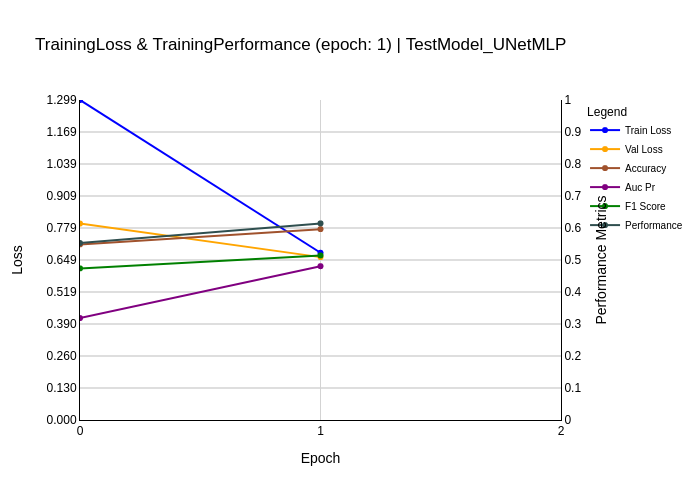 TrainingLoss & TrainingPerformance (epoch: 1) | TestModel_UNetMLP
1.299
1.169
1.039
0.909
0.779
0.649
0.519
0.390
0.260
0.130
0.000
Loss
0
1
2
Epoch
1
0.9
0.8
0.7
0.6
0.5
0.4
0.3
0.2
0.1
0
Performance Metrics
Legend
Train Loss
Val Loss
Accuracy
Auc Pr
F1 Score
Performance